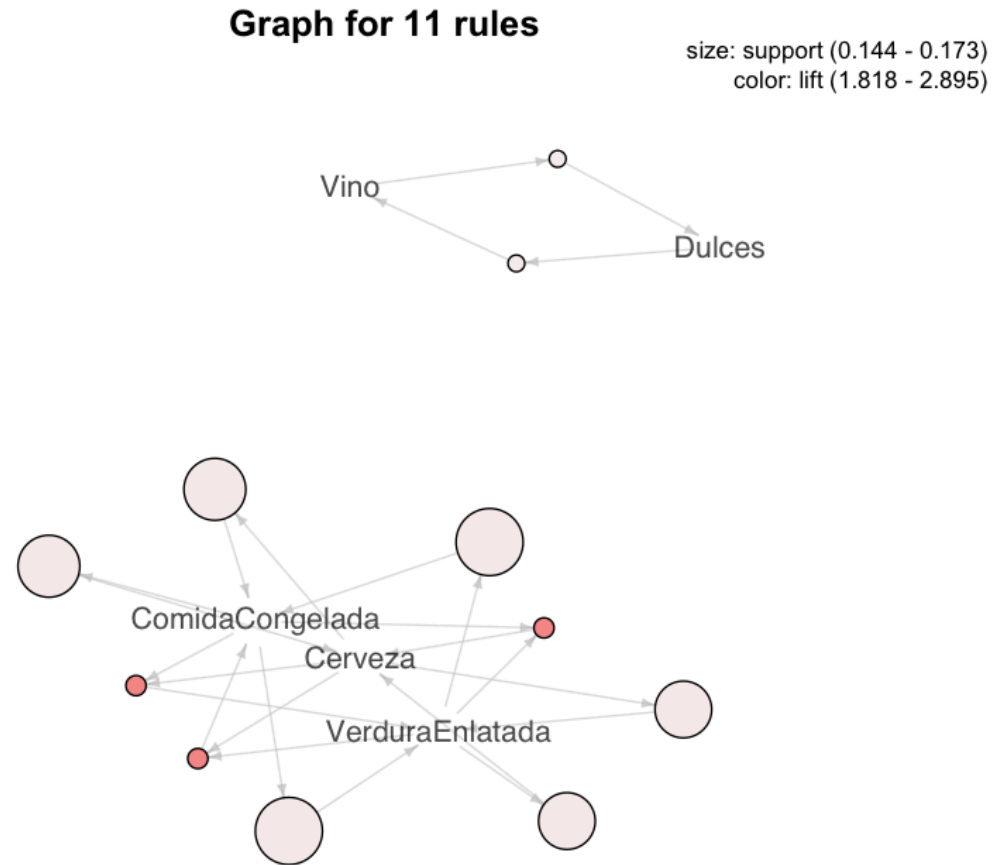 Graph for 11 rules
size: support (0.144 - 0.173)
color: lift (1.818 - 2.895)
Vino
Dulces
ComidaCongelada
Cerveza
VerduraEnlatada